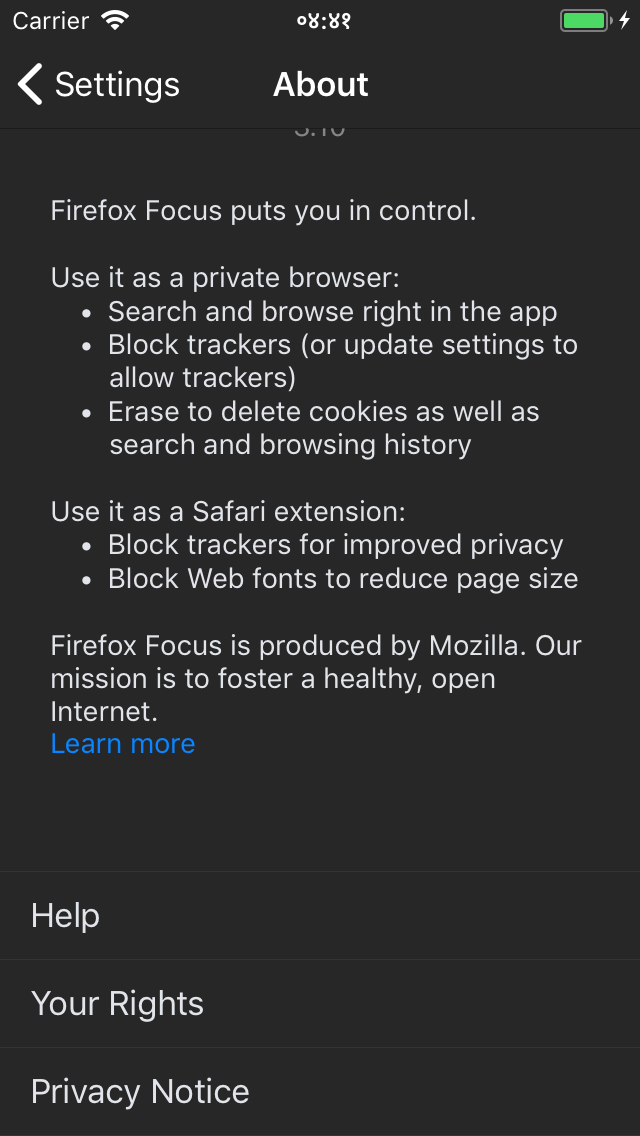 Carrier
०४:४१
Settings
About
Firefox Focus puts you in control.
Use it as a private browser:
• Search and browse right in the app
• Block trackers (or update settings to
allow trackers)
• Erase to delete cookies as well as
search and browsing history
Use it as a Safari extension:
• Block trackers for improved privacy
• Block Web fonts to reduce page size
Firefox Focus is produced by Mozilla. Our
mission is to foster a healthy, open
Internet.
Learn more
Help
Your Rights
Privacy Notice